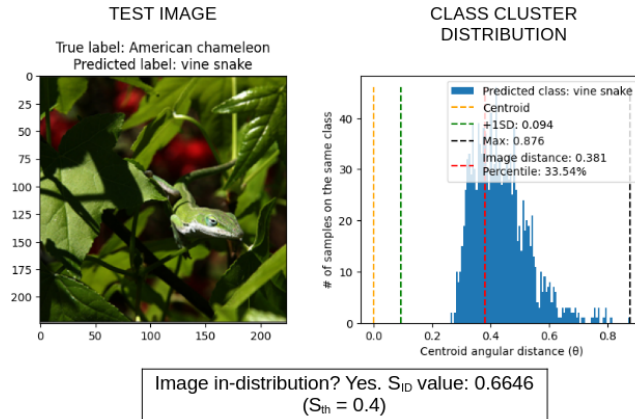 TEST IMAGE
True label: American chameleon
Predicted label: vine snake
0
25
50
75
100
125
150
175
200
0 50 100 150 200
CLASS CLUSTER
DISTRIBUTION
Predicted class: vine snake
Centroid
+1SD: 0.094
Max: 0.876
Image distance: 0.381
Percentile: 33.54%
# of samples on the same class
40
30
20
10
0
0.0 0.2 0.4 0.6 0.8
Centroid angular distance (θ)
Image in-distribution? Yes. S_ID value: 0.6646
(S_th = 0.4)